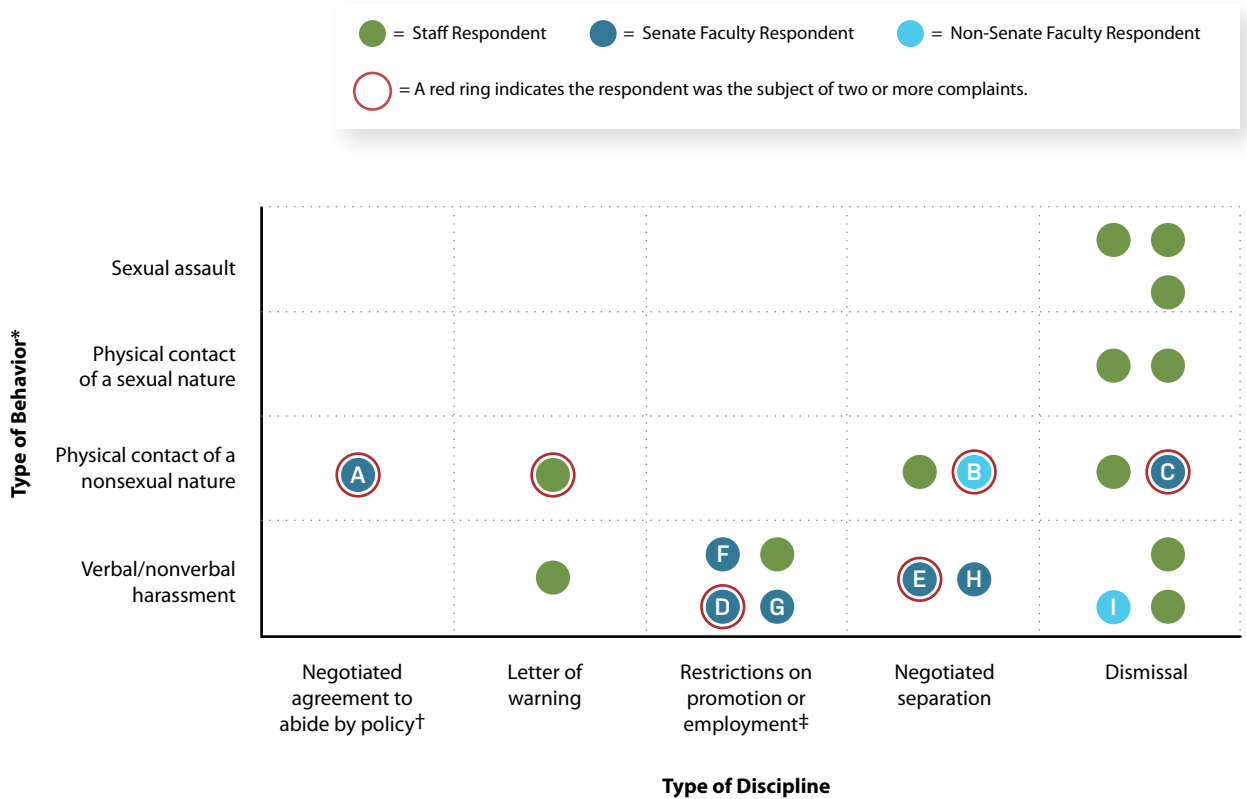 = Staff Respondent
= Senate Faculty Respondent
= Non-Senate Faculty Respondent
= A red ring indicates the respondent was the subject of two or more complaints.
Type of Behavior*
Sexual assault
Physical contact
of a sexual nature
Physical contact of a
nonsexual nature
A
B
C
Verbal/nonverbal
harassment
F
D
G
E
H
I
Negotiated
agreement to
abide by policy†
Letter of
warning
Restrictions on
promotion or
employment‡
Negotiated
separation
Dismissal
Type of Discipline